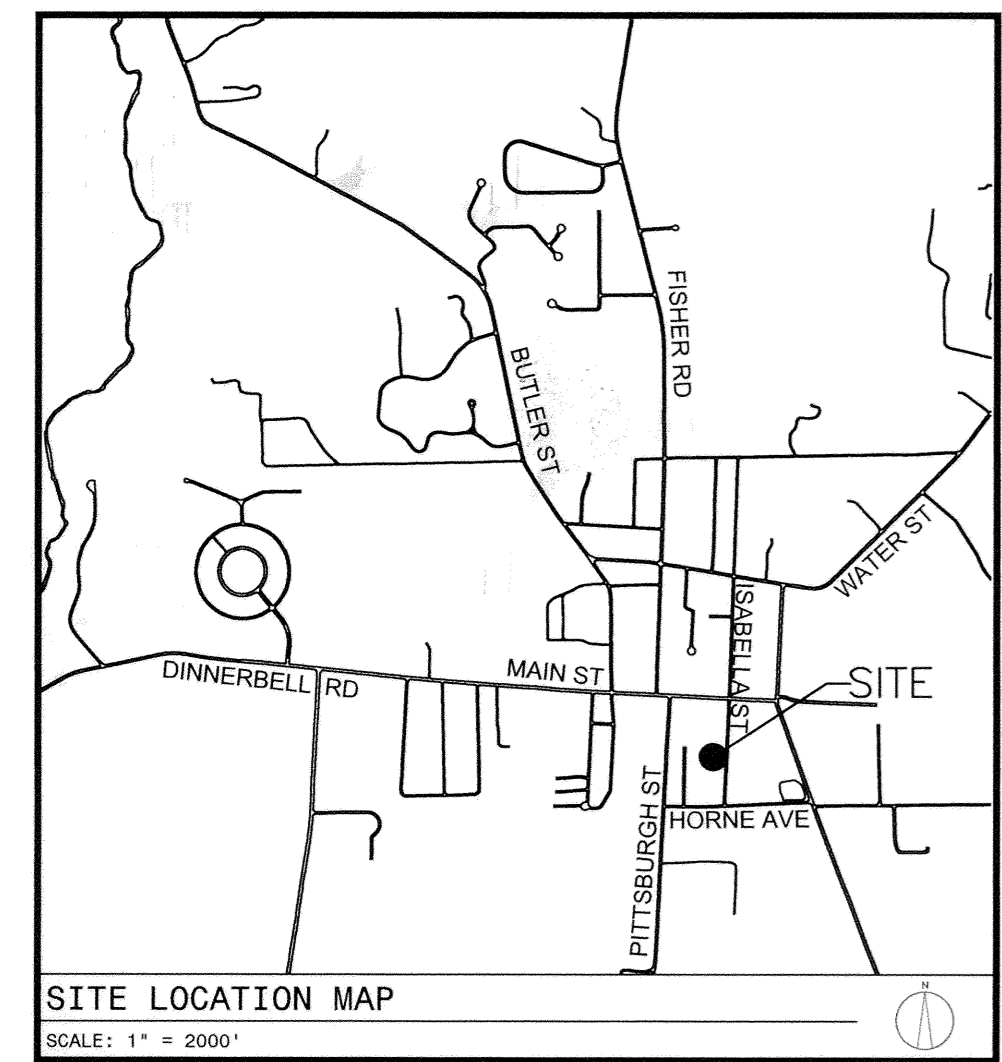 FISHER RD
BUTLER ST
WATER ST
ISABELLA ST
DINNERBELL RD
MAIN ST
SITE
PITTSBURGH ST
HORNE AVE
SITE LOCATION MAP
N
SCALE: 1" = 2000'